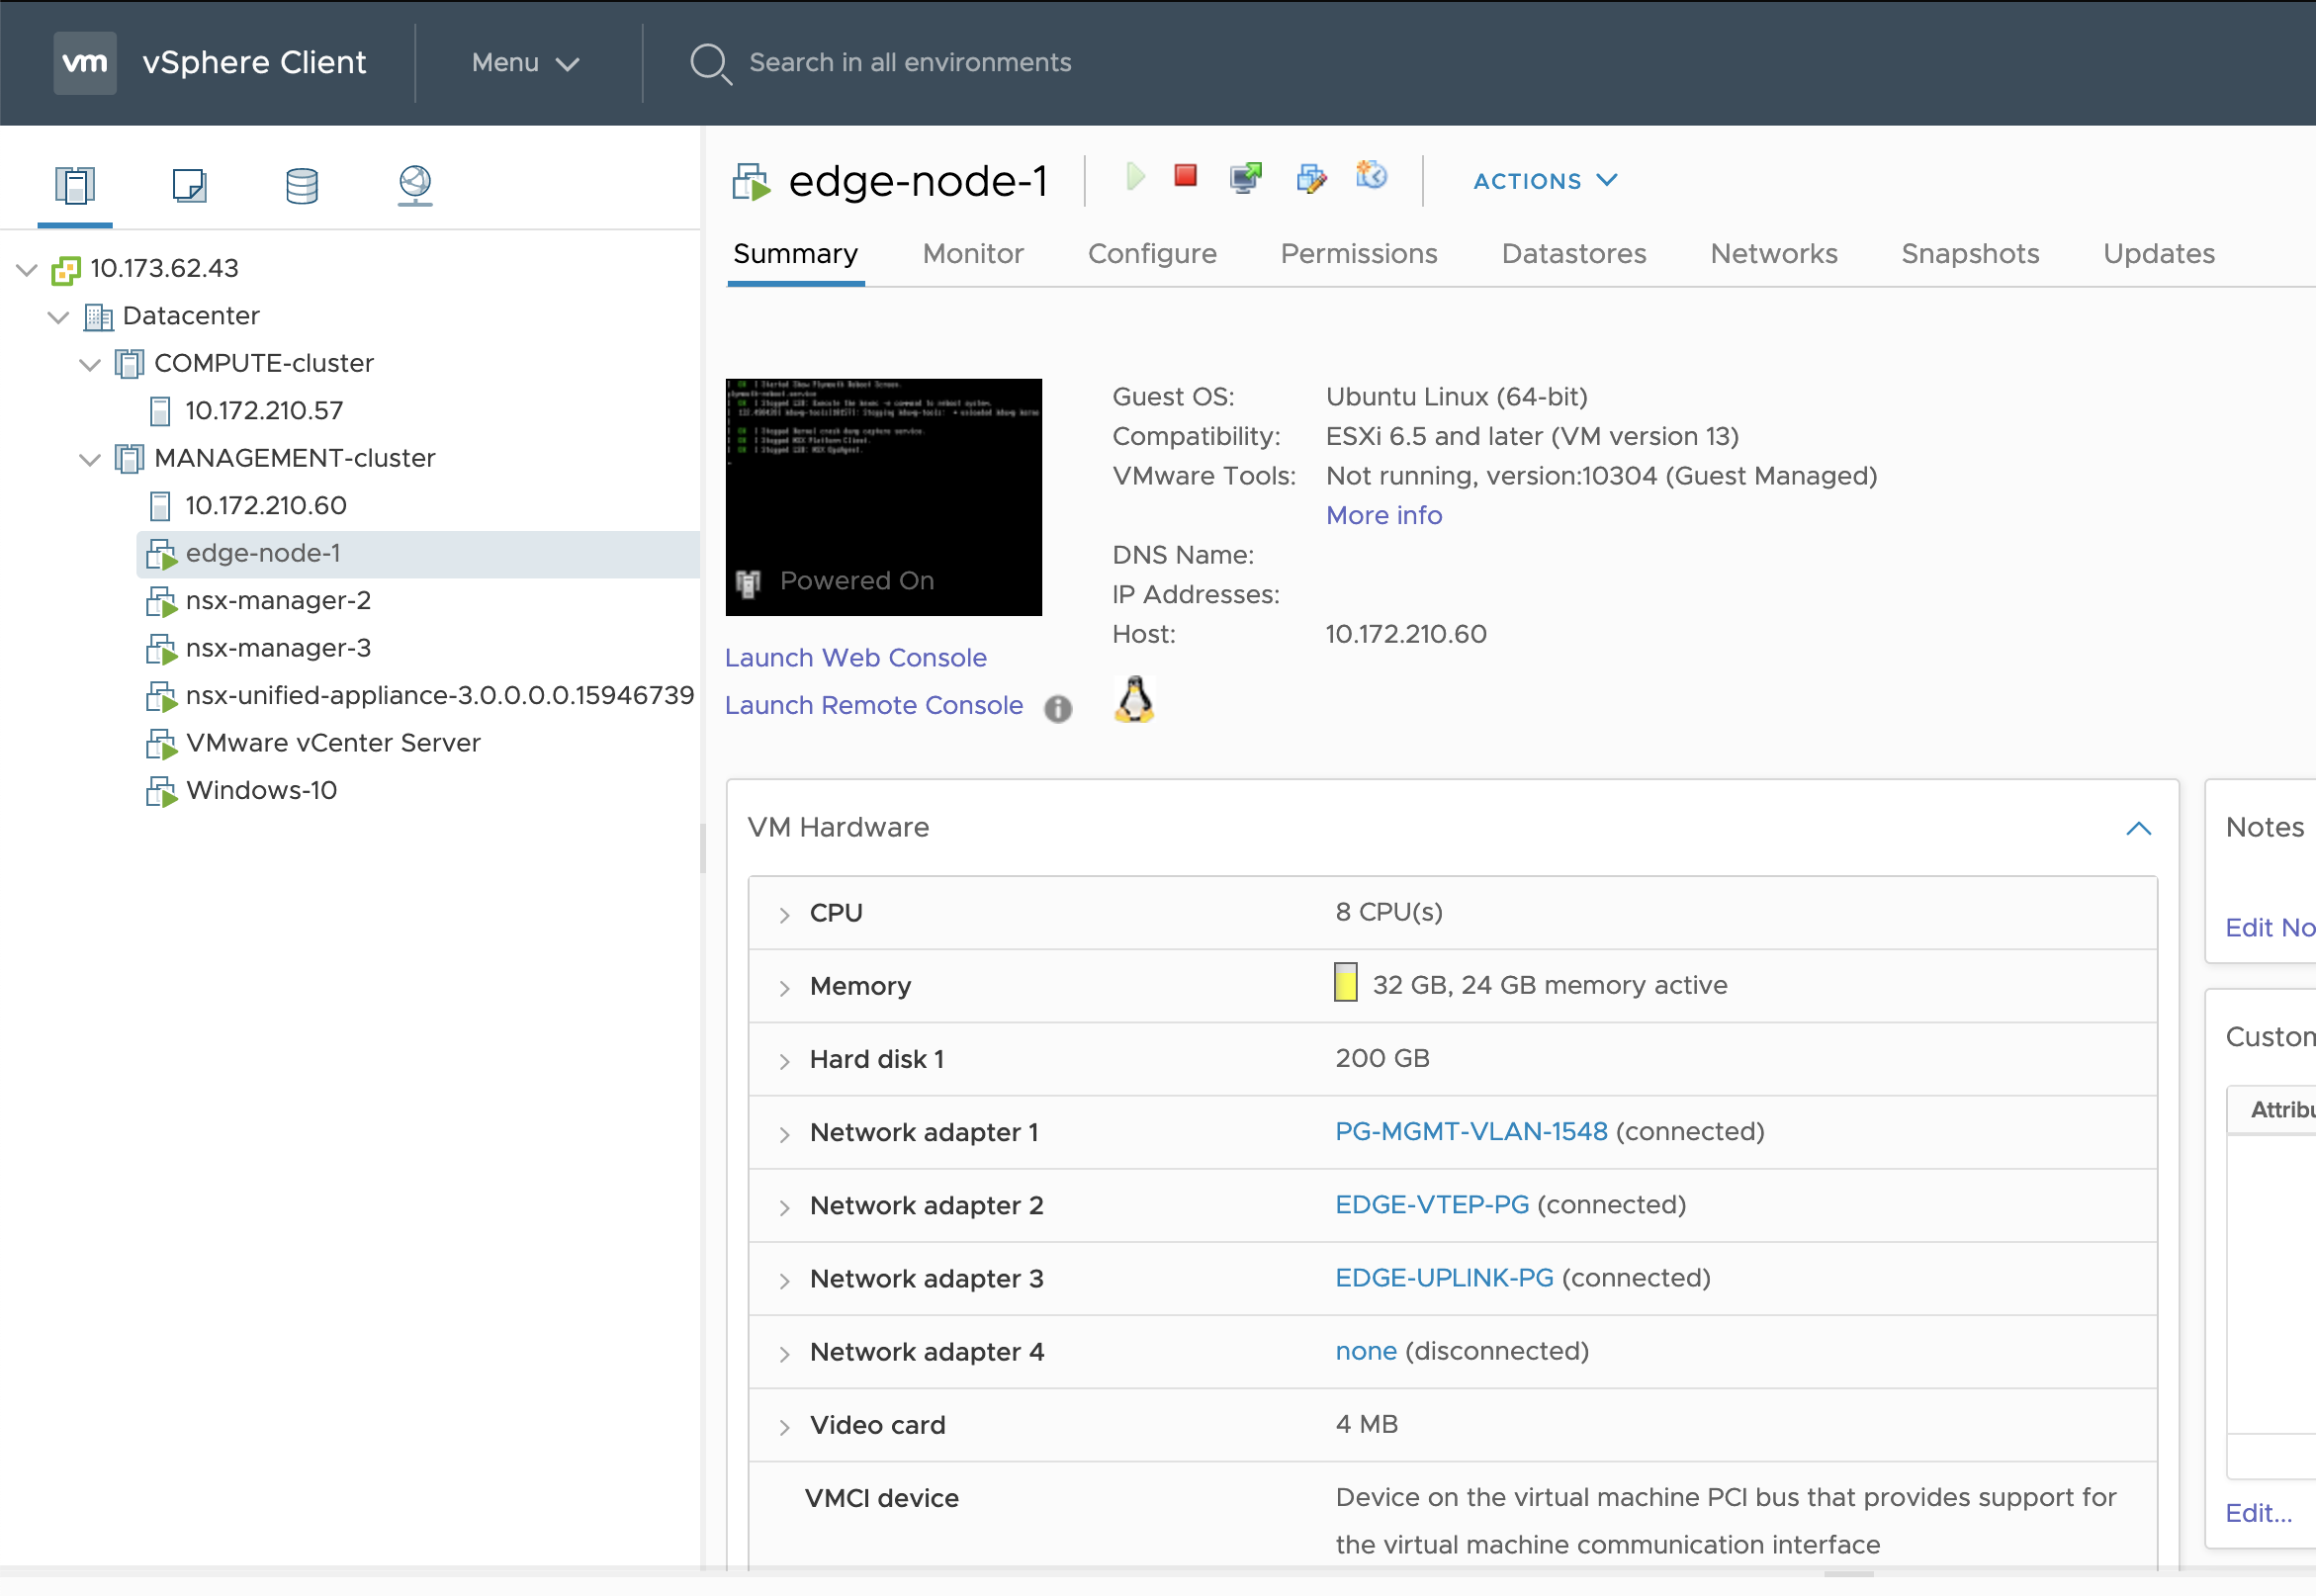 vm vSphere Client Menu Search in all environments
10.173.62.43
Datacenter
COMPUTE-cluster
10.172.210.57
MANAGEMENT-cluster
10.172.210.60
edge-node-1
nsx-manager-2
nsx-manager-3
nsx-unified-appliance-3.0.0.0.0.15946739
VMware vCenter Server
Windows-10
edge-node-1 ACTIONS
Summary Monitor Configure Permissions Datastores Networks Snapshots Updates
Powered On
Launch Web Console
Launch Remote Console
Guest OS: Ubuntu Linux (64-bit)
Compatibility: ESXi 6.5 and later (VM version 13)
VMware Tools: Not running, version:10304 (Guest Managed)
More info
DNS Name:
IP Addresses:
Host: 10.172.210.60
VM Hardware
CPU 8 CPU(s)
Memory 32 GB, 24 GB memory active
Hard disk 1 200 GB
Network adapter 1 PG-MGMT-VLAN-1548 (connected)
Network adapter 2 EDGE-VTEP-PG (connected)
Network adapter 3 EDGE-UPLINK-PG (connected)
Network adapter 4 none (disconnected)
Video card 4 MB
VMCI device Device on the virtual machine PCI bus that provides support for
the virtual machine communication interface
Notes
Edit No
Custom
Attribu
Edit...